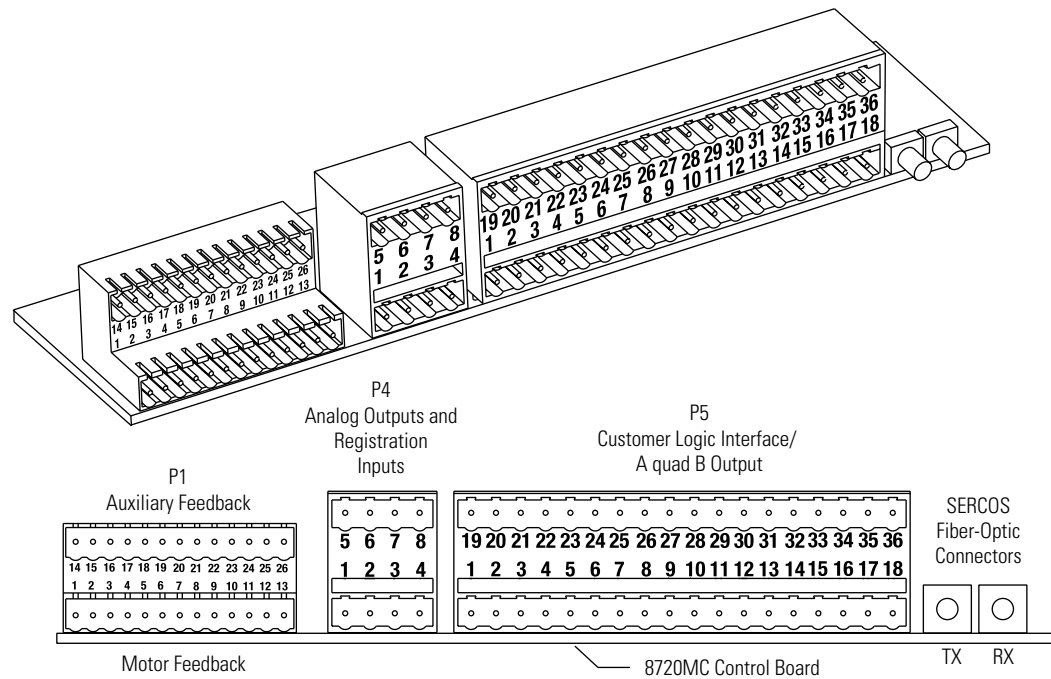 19 20 21 22 23 24 25 26 27 28 29 30 31 32 33 34 35 36
1 2 3 4 5 6 7 8 9 10 11 12 13 14 15 16 17 18
5 6 7 8
1 2 3 4
14 15 16 17 18 19 20 21 22 23 24 25 26
1 2 3 4 5 6 7 8 9 10 11 12 13
P4
Analog Outputs and
Registration
Inputs
P5
Customer Logic Interface/
A quad B Output
P1
Auxiliary Feedback
SERCOS
Fiber-Optic
Connectors
14 15 16 17 18 19 20 21 22 23 24 25 26
1 2 3 4 5 6 7 8 9 10 11 12 13
5 6 7 8
1 2 3 4
19 20 21 22 23 24 25 26 27 28 29 30 31 32 33 34 35 36
1 2 3 4 5 6 7 8 9 10 11 12 13 14 15 16 17 18
Motor Feedback
8720MC Control Board
TX RX